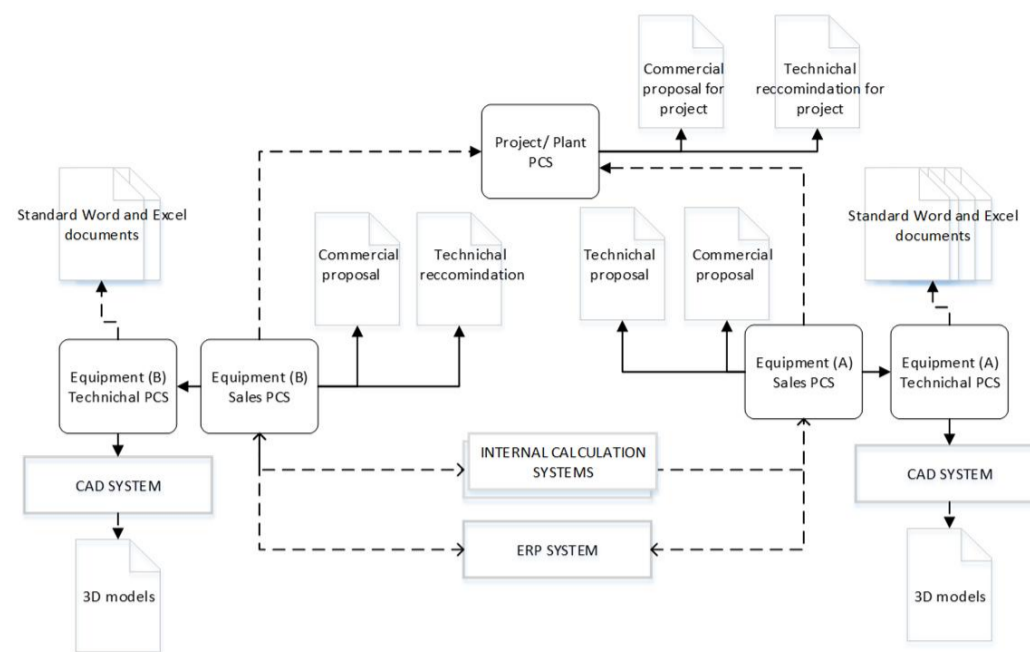 Commercial
proposal for
project
Technichal
reccomindation for
project
Project/ Plant
PCS
Standard Word and Excel
documents
Commercial
proposal
Technichal
reccomindation
Technichal
proposal
Commercial
proposal
Standard Word and Excel
documents
Equipment (B)
Technichal PCS
Equipment (B)
Sales PCS
Equipment (A)
Sales PCS
Equipment (A)
Technichal PCS
INTERNAL CALCULATION
SYSTEMS
CAD SYSTEM
CAD SYSTEM
ERP SYSTEM
3D models
3D models